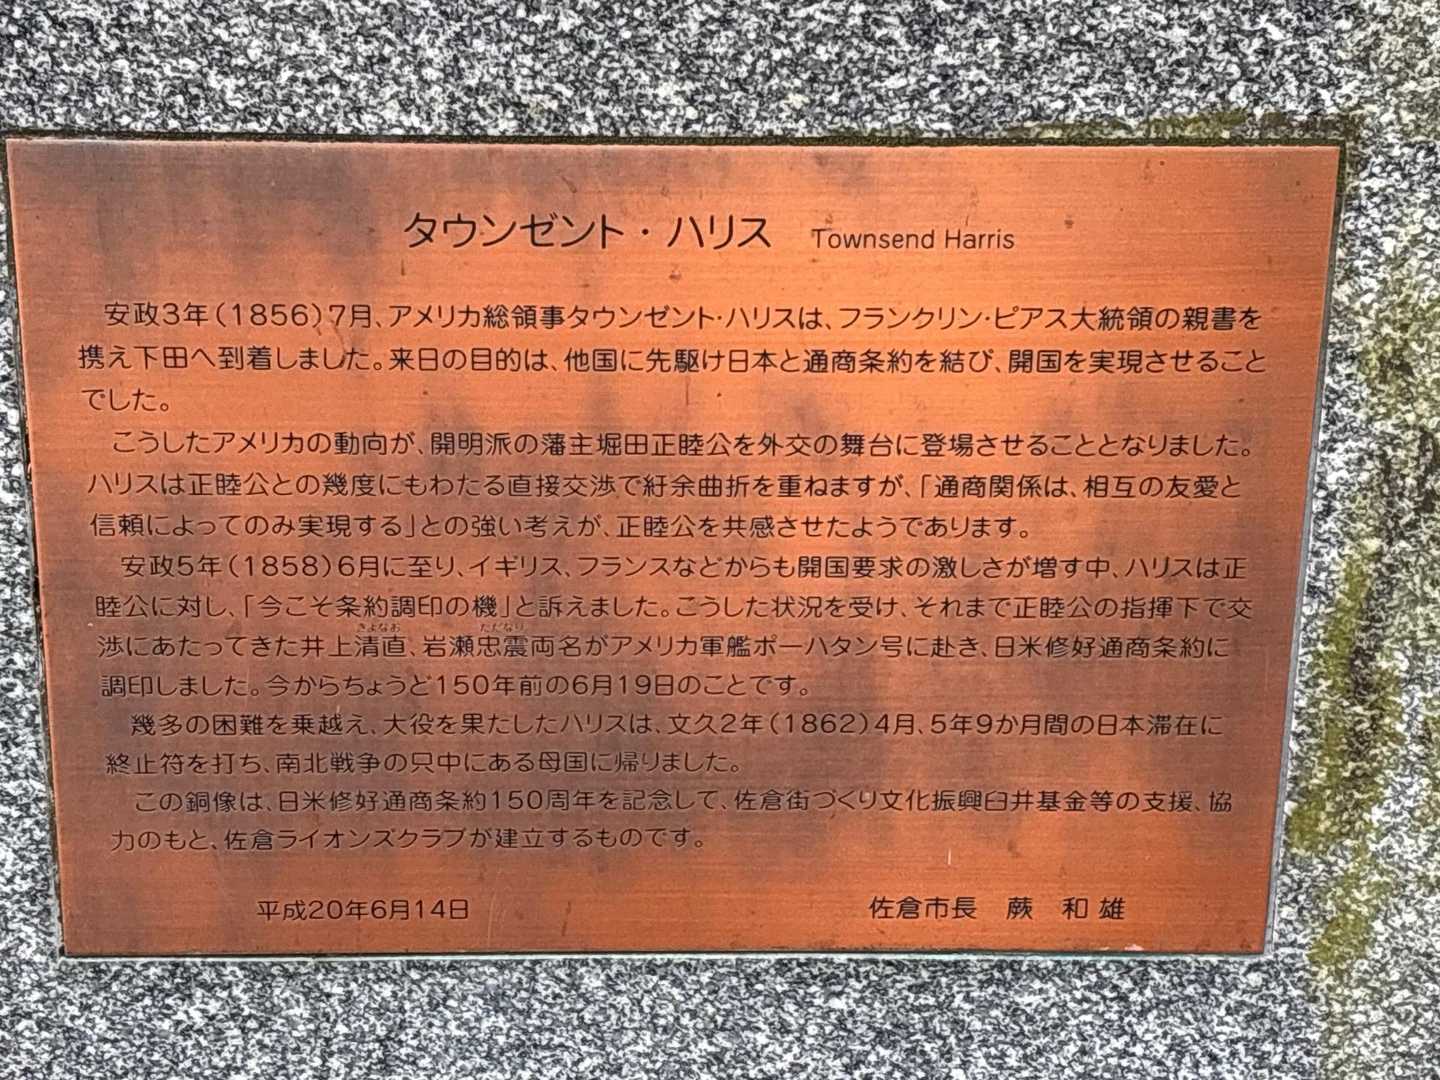 タウンゼント・ハリス Townsend Harris
安政3年(1856)7月、アメリカ総領事タウンゼント・ハリスは、フランクリン・ピアス大統領の親書を
携え下田へ到着しました。来日の目的は、他国に先駆け日本と通商条約を結び、開国を実現させること
でした。
こうしたアメリカの動向が、開明派の藩主堀田正睦公を外交の舞台に登場させることとなりました。
ハリスは正睦公との幾度にもわたる直接交渉で紆余曲折を重ねますが、「通商関係は、相互の友愛と
信頼によってのみ実現する」との強い考えが、正睦公を共感させたようであります。
安政5年(1858)6月に至り、イギリス、フランスなどからも開国要求の激しさが増す中、ハリスは正
睦公に対し、「今こそ条約調印の機」と訴えました。こうした状況を受け、それまで正睦公の指揮下で交
きよなお ただなり
渉にあたってきた井上清直、岩瀬忠震両名がアメリカ軍艦ポーハタン号に赴き、日米修好通商条約に
調印しました。今からちょうど150年前の6月19日のことです。
幾多の困難を乗越え、大役を果たしたハリスは、文久2年(1862)4月、5年9か月間の日本滞在に
終止符を打ち、南北戦争の只中にある母国に帰りました。
この銅像は、日米修好通商条約150周年を記念して、佐倉街づくり文化振興臼井基金等の支援、協
力のもと、佐倉ライオンズクラブが建立するものです。
平成20年6月14日 佐倉市長 蕨 和雄